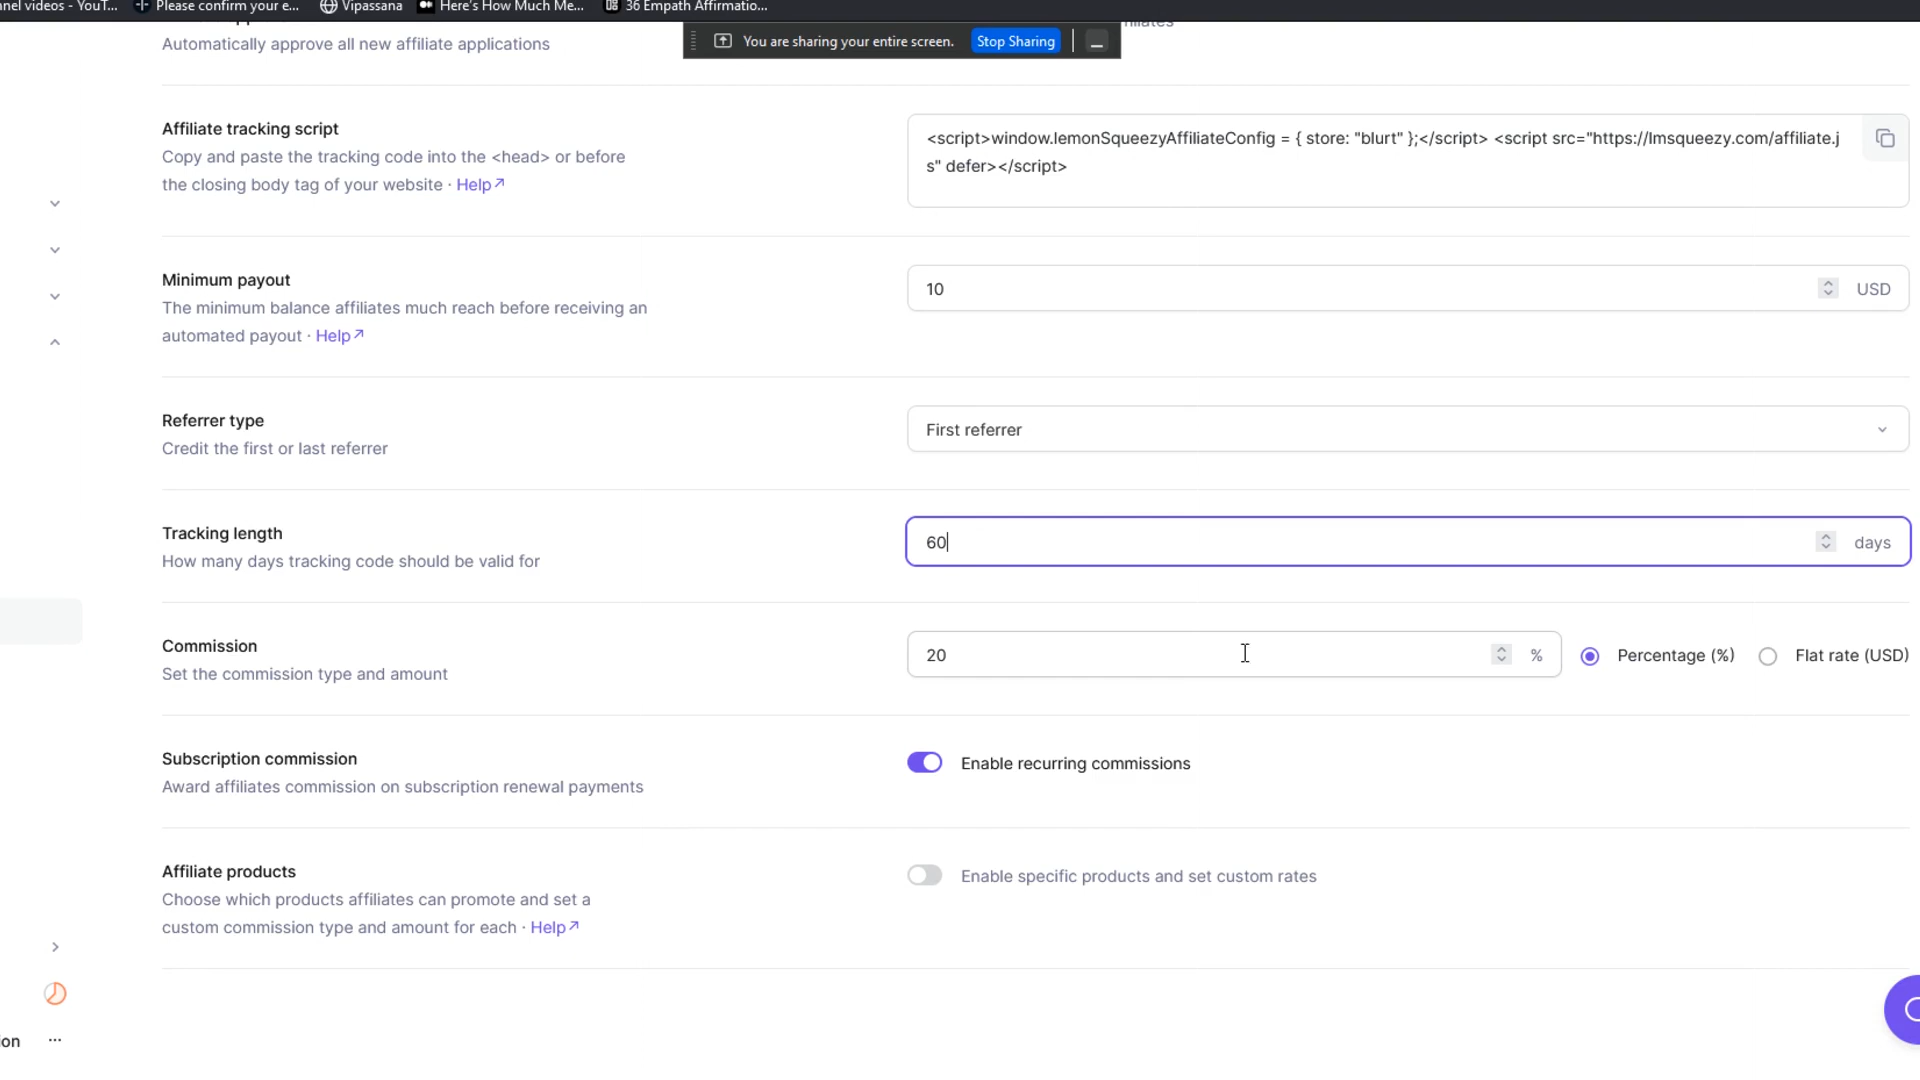 nel videos - YouT...
Please confirm your e...
Vipassana
Here's How Much Me...
36 Empath Affirmatio...
Automatically approve all new affiliate applications
You are sharing your entire screen.
Stop Sharing
Affiliate tracking script
Copy and paste the tracking code into the <head> or before
the closing body tag of your website · Help↗
<script>window.lemonSqueezyAffiliateConfig = { store: "blurt" };</script> <script src="https://lmsqueezy.com/affiliate.j
s" defer></script>
Minimum payout
The minimum balance affiliates much reach before receiving an
automated payout · Help↗
10
USD
Referrer type
Credit the first or last referrer
First referrer
Tracking length
How many days tracking code should be valid for
60
days
Commission
Set the commission type and amount
20
%
Percentage (%)
Flat rate (USD)
Subscription commission
Award affiliates commission on subscription renewal payments
Enable recurring commissions
Affiliate products
Choose which products affiliates can promote and set a
custom commission type and amount for each · Help↗
Enable specific products and set custom rates
ion
...